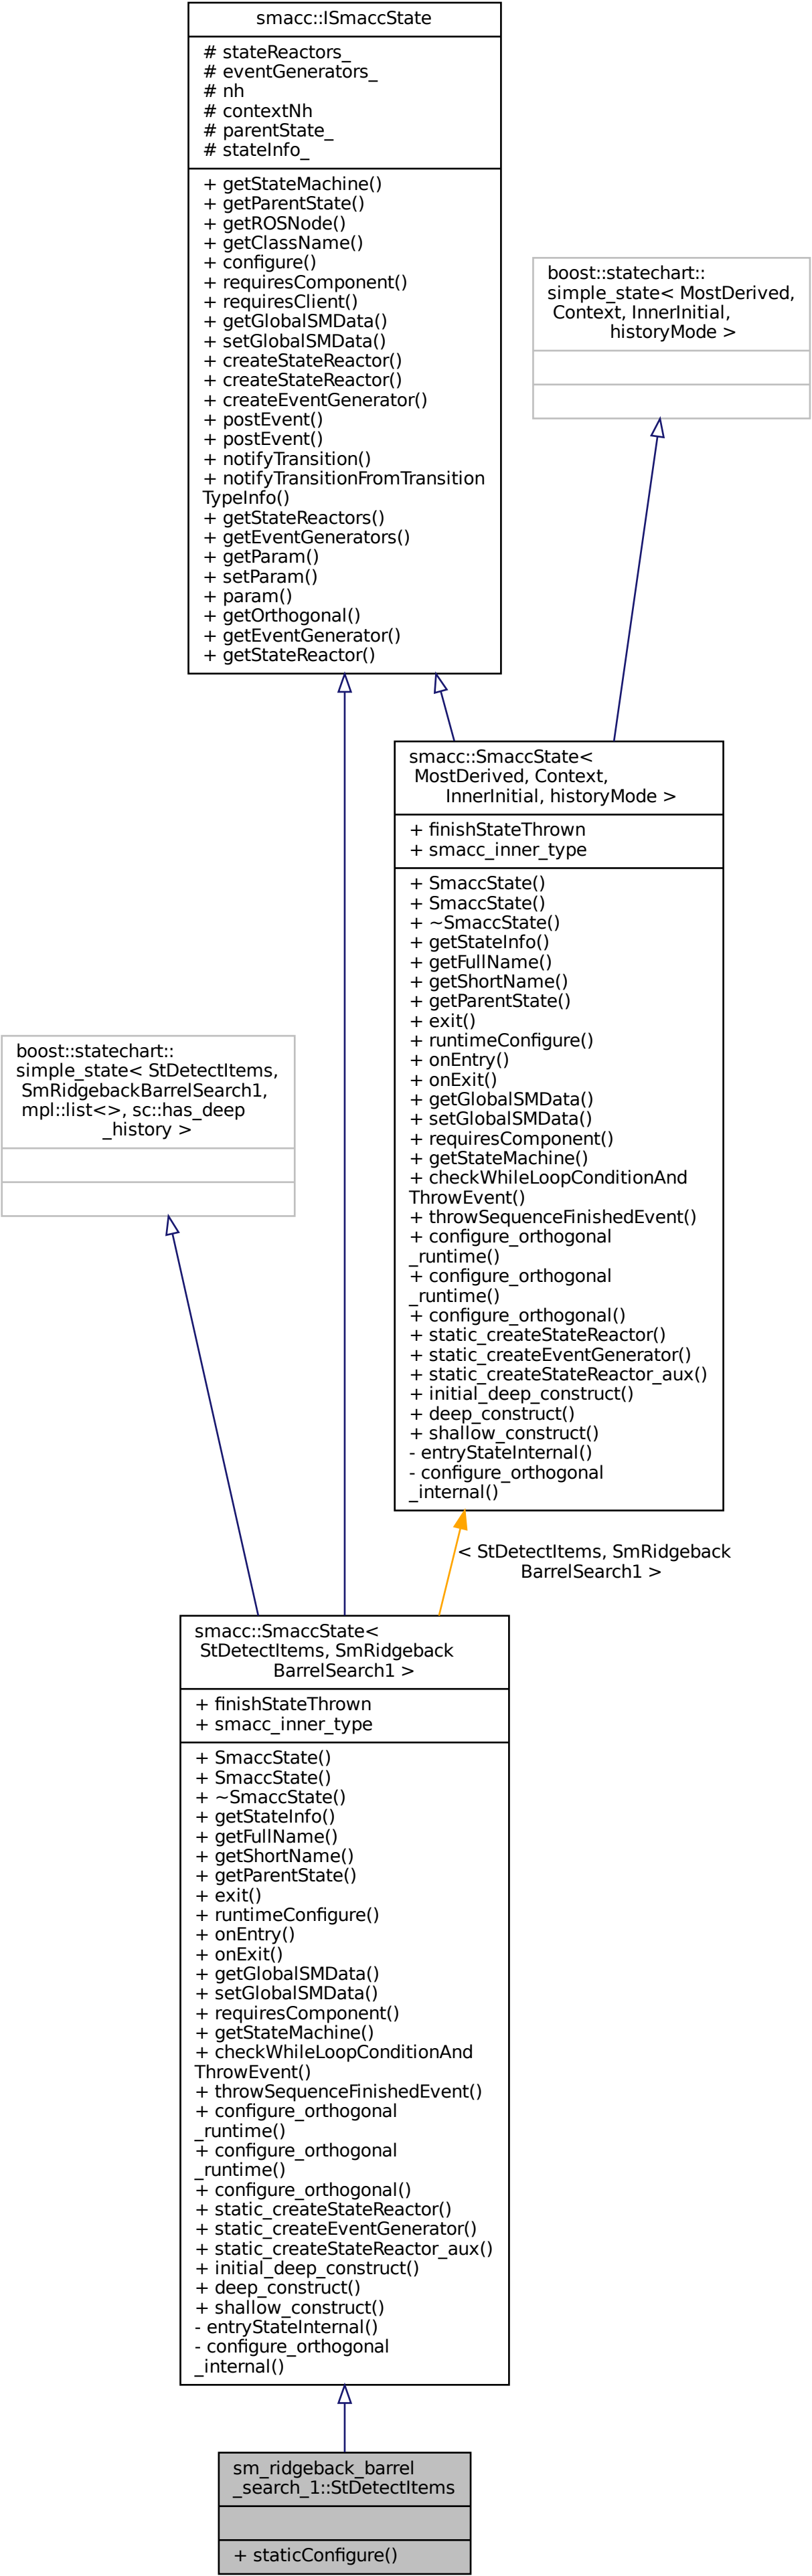 smacc::ISmaccState
# stateReactors_
# eventGenerators_
# nh
# contextNh
# parentState_
# stateInfo_
+ getStateMachine()
+ getParentState()
+ getROSNode()
+ getClassName()
+ configure()
+ requiresComponent()
+ requiresClient()
+ getGlobalSMData()
+ setGlobalSMData()
+ createStateReactor()
+ createStateReactor()
+ createEventGenerator()
+ postEvent()
+ postEvent()
+ notifyTransition()
+ notifyTransitionFromTransition
TypeInfo()
+ getStateReactors()
+ getEventGenerators()
+ getParam()
+ setParam()
+ param()
+ getOrthogonal()
+ getEventGenerator()
+ getStateReactor()
boost::statechart::
simple_state< MostDerived,
Context, InnerInitial,
historyMode >
smacc::SmaccState<
MostDerived, Context,
InnerInitial, historyMode >
+ finishStateThrown
+ smacc_inner_type
+ SmaccState()
+ SmaccState()
+ ~SmaccState()
+ getStateInfo()
+ getFullName()
+ getShortName()
+ getParentState()
+ exit()
+ runtimeConfigure()
+ onEntry()
+ onExit()
+ getGlobalSMData()
+ setGlobalSMData()
+ requiresComponent()
+ getStateMachine()
+ checkWhileLoopConditionAnd
ThrowEvent()
+ throwSequenceFinishedEvent()
+ configure_orthogonal
_runtime()
+ configure_orthogonal
_runtime()
+ configure_orthogonal()
+ static_createStateReactor()
+ static_createEventGenerator()
+ static_createStateReactor_aux()
+ initial_deep_construct()
+ deep_construct()
+ shallow_construct()
- entryStateInternal()
- configure_orthogonal
_internal()
boost::statechart::
simple_state< StDetectItems,
SmRidgebackBarrelSearch1,
mpl::list<>, sc::has_deep
_history >
< StDetectItems, SmRidgeback
BarrelSearch1 >
smacc::SmaccState<
StDetectItems, SmRidgeback
BarrelSearch1 >
+ finishStateThrown
+ smacc_inner_type
+ SmaccState()
+ SmaccState()
+ ~SmaccState()
+ getStateInfo()
+ getFullName()
+ getShortName()
+ getParentState()
+ exit()
+ runtimeConfigure()
+ onEntry()
+ onExit()
+ getGlobalSMData()
+ setGlobalSMData()
+ requiresComponent()
+ getStateMachine()
+ checkWhileLoopConditionAnd
ThrowEvent()
+ throwSequenceFinishedEvent()
+ configure_orthogonal
_runtime()
+ configure_orthogonal
_runtime()
+ configure_orthogonal()
+ static_createStateReactor()
+ static_createEventGenerator()
+ static_createStateReactor_aux()
+ initial_deep_construct()
+ deep_construct()
+ shallow_construct()
- entryStateInternal()
- configure_orthogonal
_internal()
sm_ridgeback_barrel
_search_1::StDetectItems
+ staticConfigure()